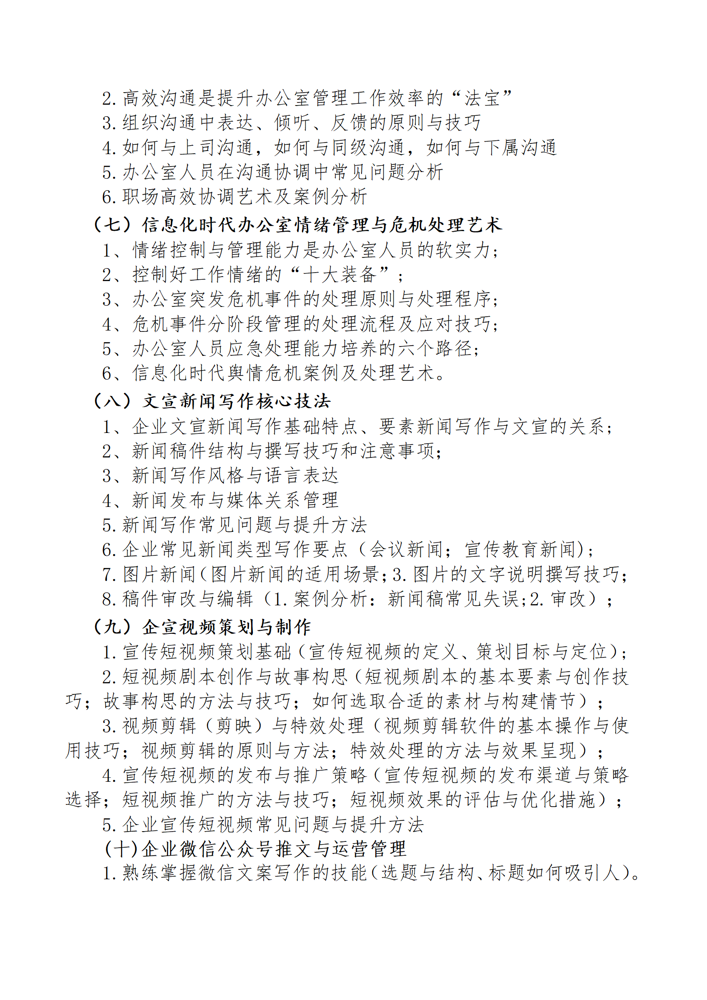 2.高效沟通是提升办公室管理工作效率的“法宝”
3.组织沟通中表达、倾听、反馈的原则与技巧
4.如何与上司沟通，如何与同级沟通，如何与下属沟通
5.办公室人员在沟通协调中常见问题分析
6.职场高效协调艺术及案例分析
（七）信息化时代办公室情绪管理与危机处理艺术
1、情绪控制与管理能力是办公室人员的软实力；
2、控制好工作情绪的“十大装备”；
3、办公室突发危机事件的处理原则与处理程序；
4、危机事件分阶段管理的处理流程及应对技巧；
5、办公室人员应急处理能力培养的六个路径；
6、信息化时代舆情危机案例及处理艺术。
（八）文宣新闻写作核心技法
1、企业文宣新闻写作基础特点、要素新闻写作与文宣的关系；
2、新闻稿件结构与撰写技巧和注意事项；
3、新闻写作风格与语言表达
4、新闻发布与媒体关系管理
5.新闻写作常见问题与提升方法
6.企业常见新闻类型写作要点（会议新闻；宣传教育新闻)；
7.图片新闻（图片新闻的适用场景；3.图片的文字说明撰写技巧；
8.稿件审改与编辑（1.案例分析：新闻稿常见失误;2.审改）；
（九）企宣视频策划与制作
1.宣传短视频策划基础（宣传短视频的定义、策划目标与定位）；
2.短视频剧本创作与故事构思（短视频剧本的基本要素与创作技
巧；故事构思的方法与技巧；如何选取合适的素材与构建情节）；
3.视频剪辑（剪映）与特效处理（视频剪辑软件的基本操作与使
用技巧；视频剪辑的原则与方法；特效处理的方法与效果呈现）；
4.宣传短视频的发布与推广策略（宣传短视频的发布渠道与策略
选择；短视频推广的方法与技巧；短视频效果的评估与优化措施）；
5.企业宣传短视频常见问题与提升方法
(十)企业微信公众号推文与运营管理
1.熟练掌握微信文案写作的技能（选题与结构、标题如何吸引人）。